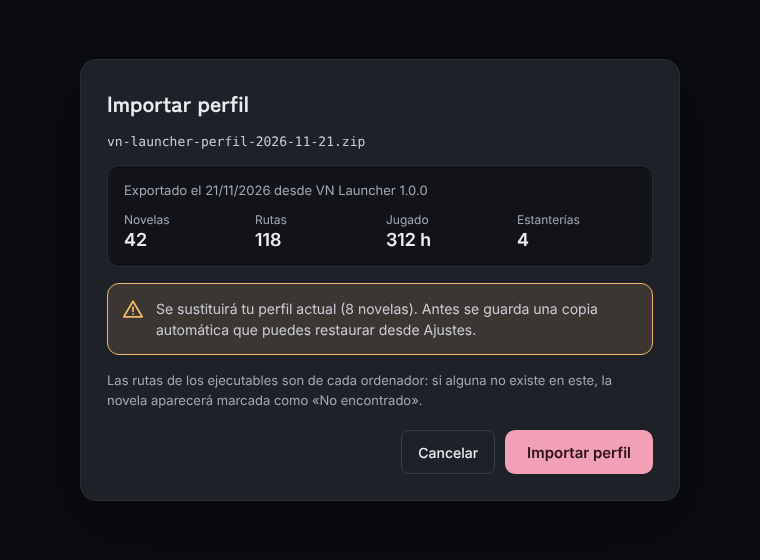 Importar perfil
vn-launcher-perfil-2026-11-21.zip
Exportado el 21/11/2026 desde VN Launcher 1.0.0
Novelas Rutas Jugado Estanterías
42 118 312 h 4
Se sustituirá tu perfil actual (8 novelas). Antes se guarda una copia
automática que puedes restaurar desde Ajustes.
Las rutas de los ejecutables son de cada ordenador: si alguna no existe en este, la
novela aparecerá marcada como «No encontrado».
Cancelar Importar perfil